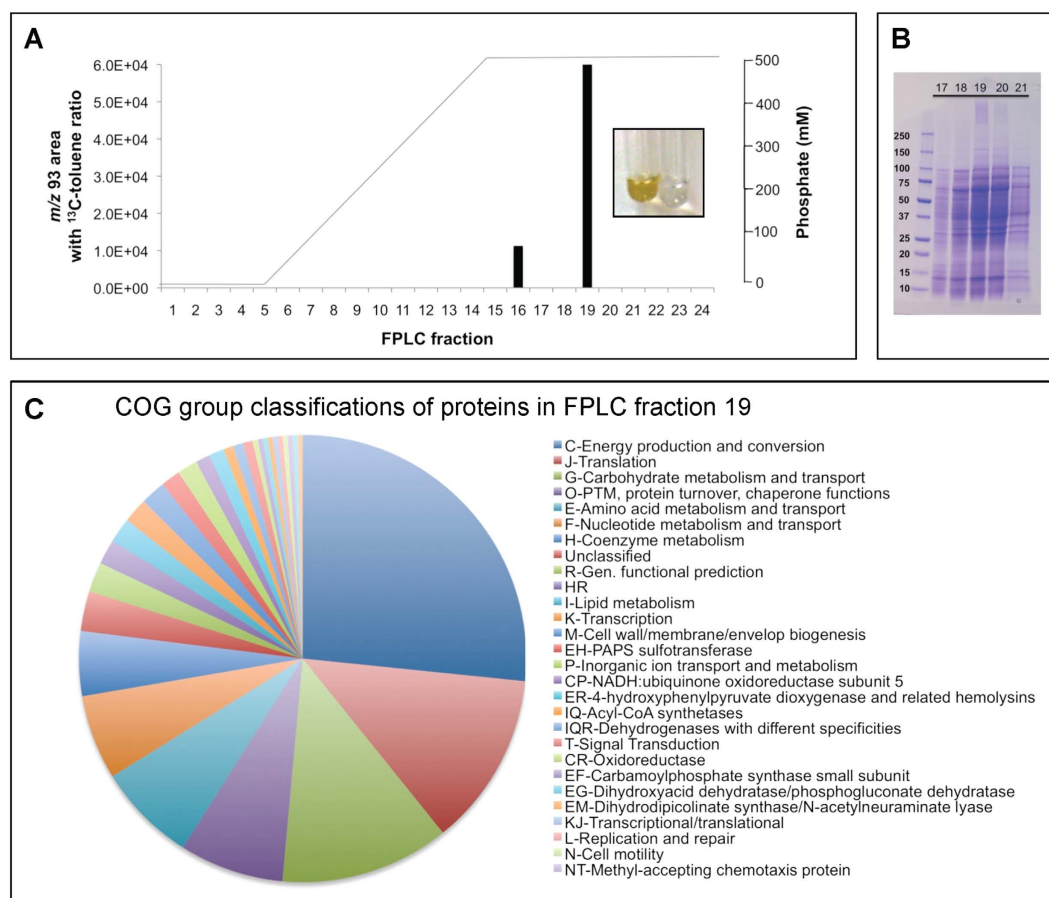 A
m/z 93 area
with ¹³C-toluene ratio
6.0E+04
5.0E+04
4.0E+04
3.0E+04
2.0E+04
1.0E+04
0.0E+00
1 2 3 4 5 6 7 8 9 10 11 12 13 14 15 16 17 18 19 20 21 22 23 24
FPLC fraction
500
400
300
200
100
0
Phosphate (mM)
B
17 18 19 20 21
250
150
100
75
50
37
25
20
15
10
C
COG group classifications of proteins in FPLC fraction 19
C-Energy production and conversion
J-Translation
G-Carbohydrate metabolism and transport
O-PTM, protein turnover, chaperone functions
E-Amino acid metabolism and transport
F-Nucleotide metabolism and transport
H-Coenzyme metabolism
Unclassified
R-Gen. functional prediction
HR
I-Lipid metabolism
K-Transcription
M-Cell wall/membrane/envelop biogenesis
EH-PAPS sulfotransferase
P-Inorganic ion transport and metabolism
CP-NADH:ubiquinone oxidoreductase subunit 5
ER-4-hydroxyphenylpyruvate dioxygenase and related hemolysins
IQ-Acyl-CoA synthetases
IQR-Dehydrogenases with different specificities
T-Signal Transduction
CR-Oxidoreductase
EF-Carbamoylphosphate synthase small subunit
EG-Dihydroxyacid dehydratase/phosphogluconate dehydratase
EM-Dihydrodipicolinate synthase/N-acetylneuraminate lyase
KJ-Transcriptional/translational
L-Replication and repair
N-Cell motility
NT-Methyl-accepting chemotaxis protein